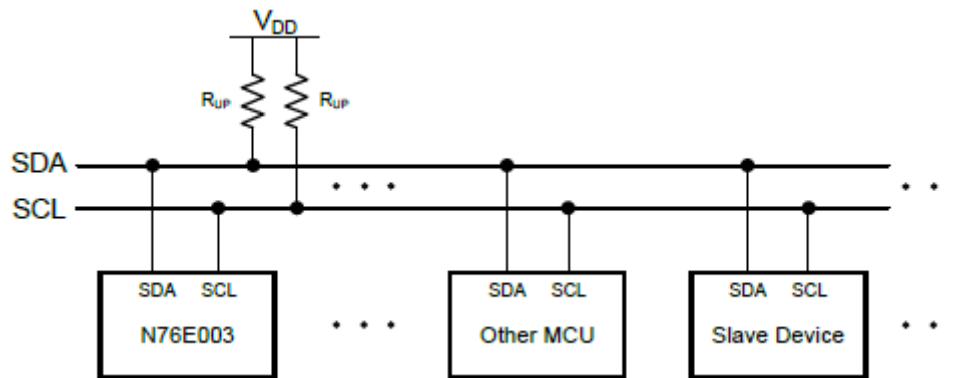 VDD
RUP RUP
SDA
SCL
SDA SCL SDA SCL SDA SCL
N76E003 Other MCU Slave Device